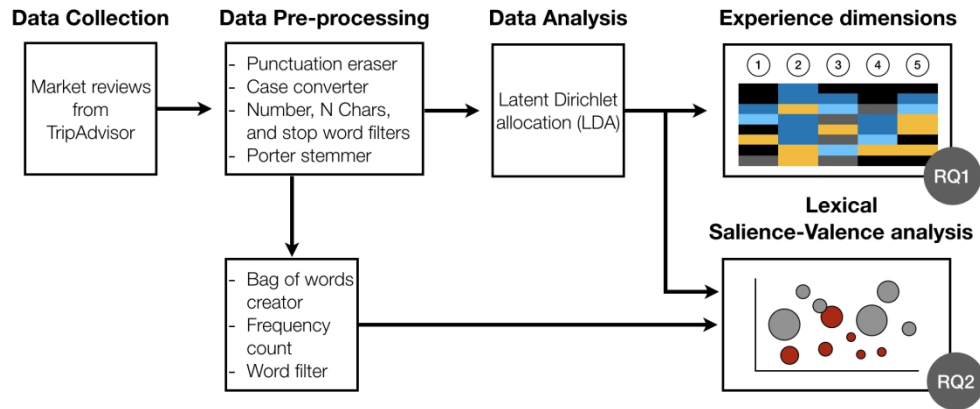 Data Collection
Data Pre-processing
Data Analysis
Experience dimensions
Market reviews
from
TripAdvisor
- Punctuation eraser
- Case converter
- Number, N Chars,
and stop word filters
- Porter stemmer
Latent Dirichlet
allocation (LDA)
1 2 3 4 5
RQ1
Lexical
Salience-Valence analysis
- Bag of words
creator
- Frequency
count
- Word filter
RQ2